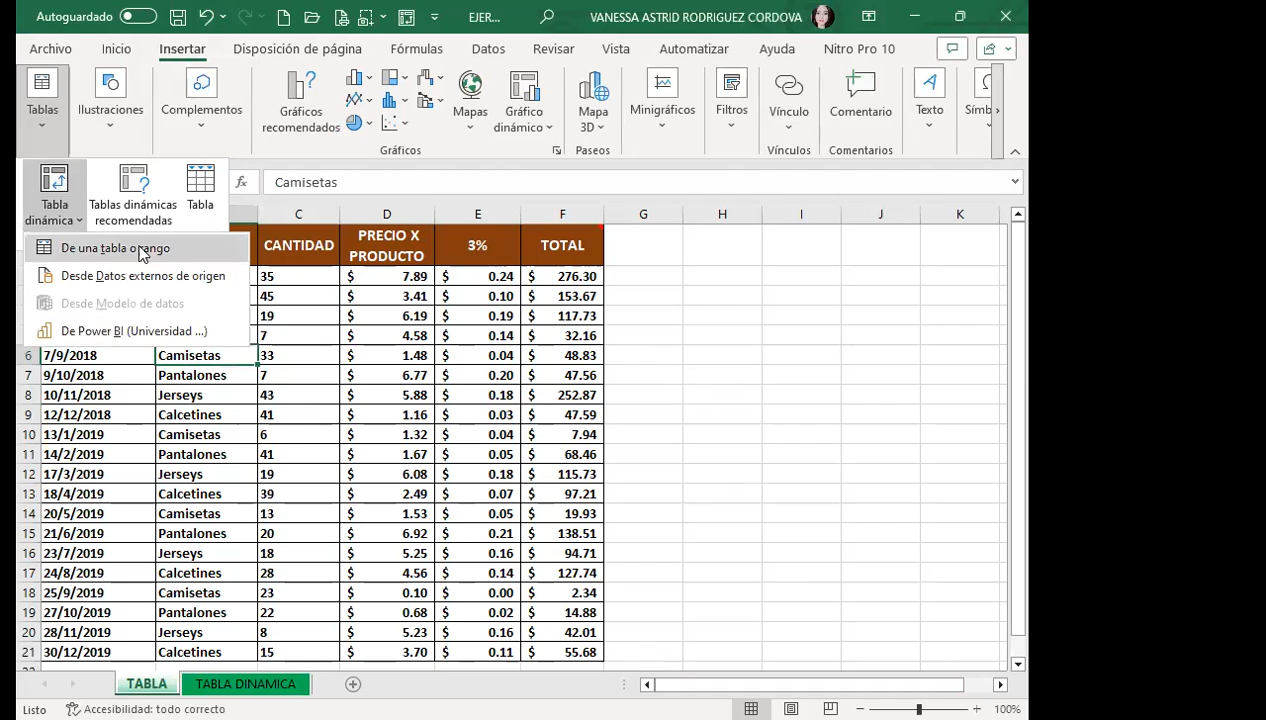 Autoguardado EJER... VANESSA ASTRID RODRIGUEZ CORDOVA
Archivo Inicio Insertar Disposición de página Fórmulas Datos Revisar Vista Automatizar Ayuda Nitro Pro 10
Tablas Ilustraciones Complementos Gráficos recomendados Mapas Gráfico dinámico Mapa 3D Minigráficos Filtros Vínculo Comentario Texto Símb
Gráficos Paseos Vínculos Comentarios
Tabla dinámica Tablas dinámicas recomendadas Tabla
fx Camisetas
De una tabla o rango
Desde Datos externos de origen
Desde Modelo de datos
De Power BI (Universidad ...)
C D E F G H I J K
CANTIDAD PRECIO X PRODUCTO 3% TOTAL
35 $ 7.89 $ 0.24 $ 276.30
45 $ 3.41 $ 0.10 $ 153.67
19 $ 6.19 $ 0.19 $ 117.73
7 $ 4.58 $ 0.14 $ 32.16
6 7/9/2018 Camisetas 33 $ 1.48 $ 0.04 $ 48.83
7 9/10/2018 Pantalones 7 $ 6.77 $ 0.20 $ 47.56
8 10/11/2018 Jerseys 43 $ 5.88 $ 0.18 $ 252.87
9 12/12/2018 Calcetines 41 $ 1.16 $ 0.03 $ 47.59
10 13/1/2019 Camisetas 6 $ 1.32 $ 0.04 $ 7.94
11 14/2/2019 Pantalones 41 $ 1.67 $ 0.05 $ 68.46
12 17/3/2019 Jerseys 19 $ 6.08 $ 0.18 $ 115.73
13 18/4/2019 Calcetines 39 $ 2.49 $ 0.07 $ 97.21
14 20/5/2019 Camisetas 13 $ 1.53 $ 0.05 $ 19.93
15 21/6/2019 Pantalones 20 $ 6.92 $ 0.21 $ 138.51
16 23/7/2019 Jerseys 18 $ 5.25 $ 0.16 $ 94.71
17 24/8/2019 Calcetines 28 $ 4.56 $ 0.14 $ 127.74
18 25/9/2019 Camisetas 23 $ 0.10 $ 0.00 $ 2.34
19 27/10/2019 Pantalones 22 $ 0.68 $ 0.02 $ 14.88
20 28/11/2019 Jerseys 8 $ 5.23 $ 0.16 $ 42.01
21 30/12/2019 Calcetines 15 $ 3.70 $ 0.11 $ 55.68
TABLA TABLA DINAMICA
Listo Accesibilidad: todo correcto 100%